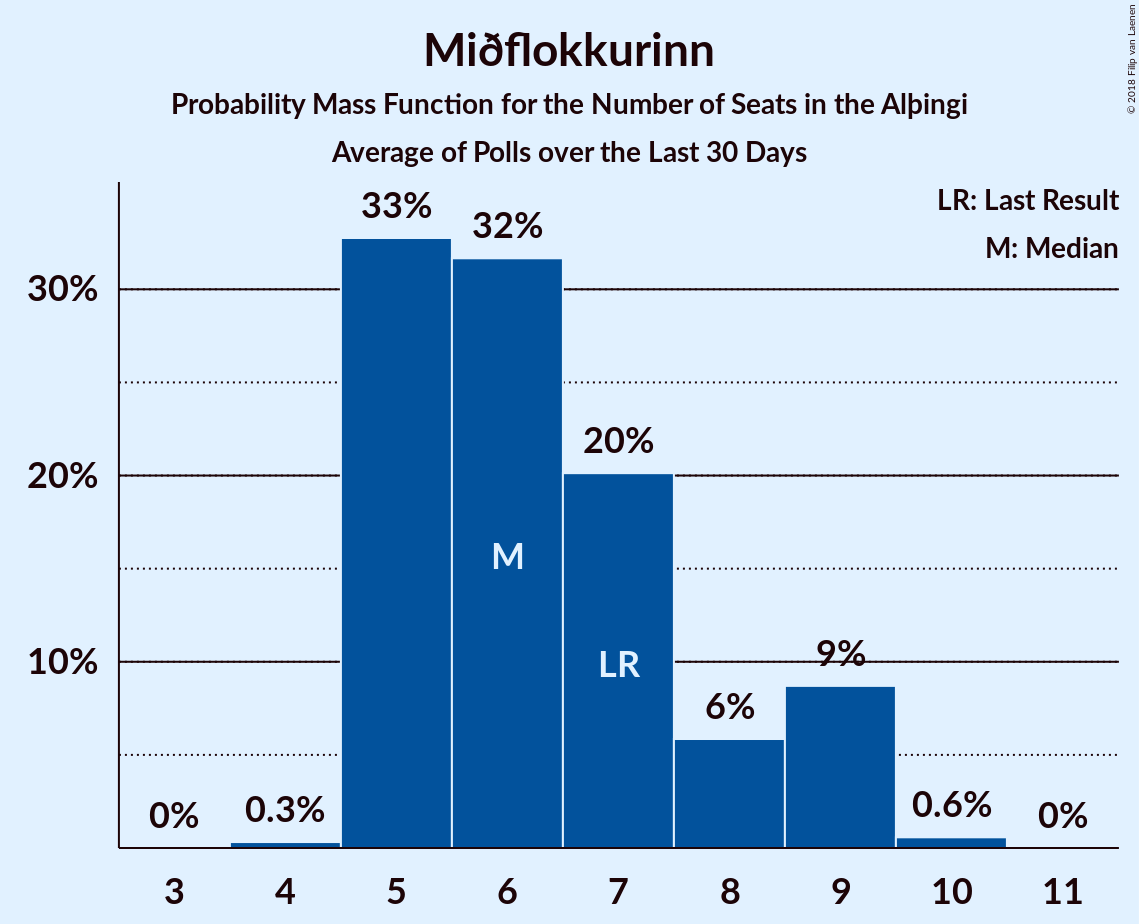 Miðflokkurinn
Probability Mass Function for the Number of Seats in the Alþingi
Average of Polls over the Last 30 Days
© 2018 Filip van Laenen
LR: Last Result
M: Median
33%
32%
30%
20%
20%
M
LR
10%
9%
6%
0%
0.3%
0.6%
0%
3 4 5 6 7 8 9 10 11